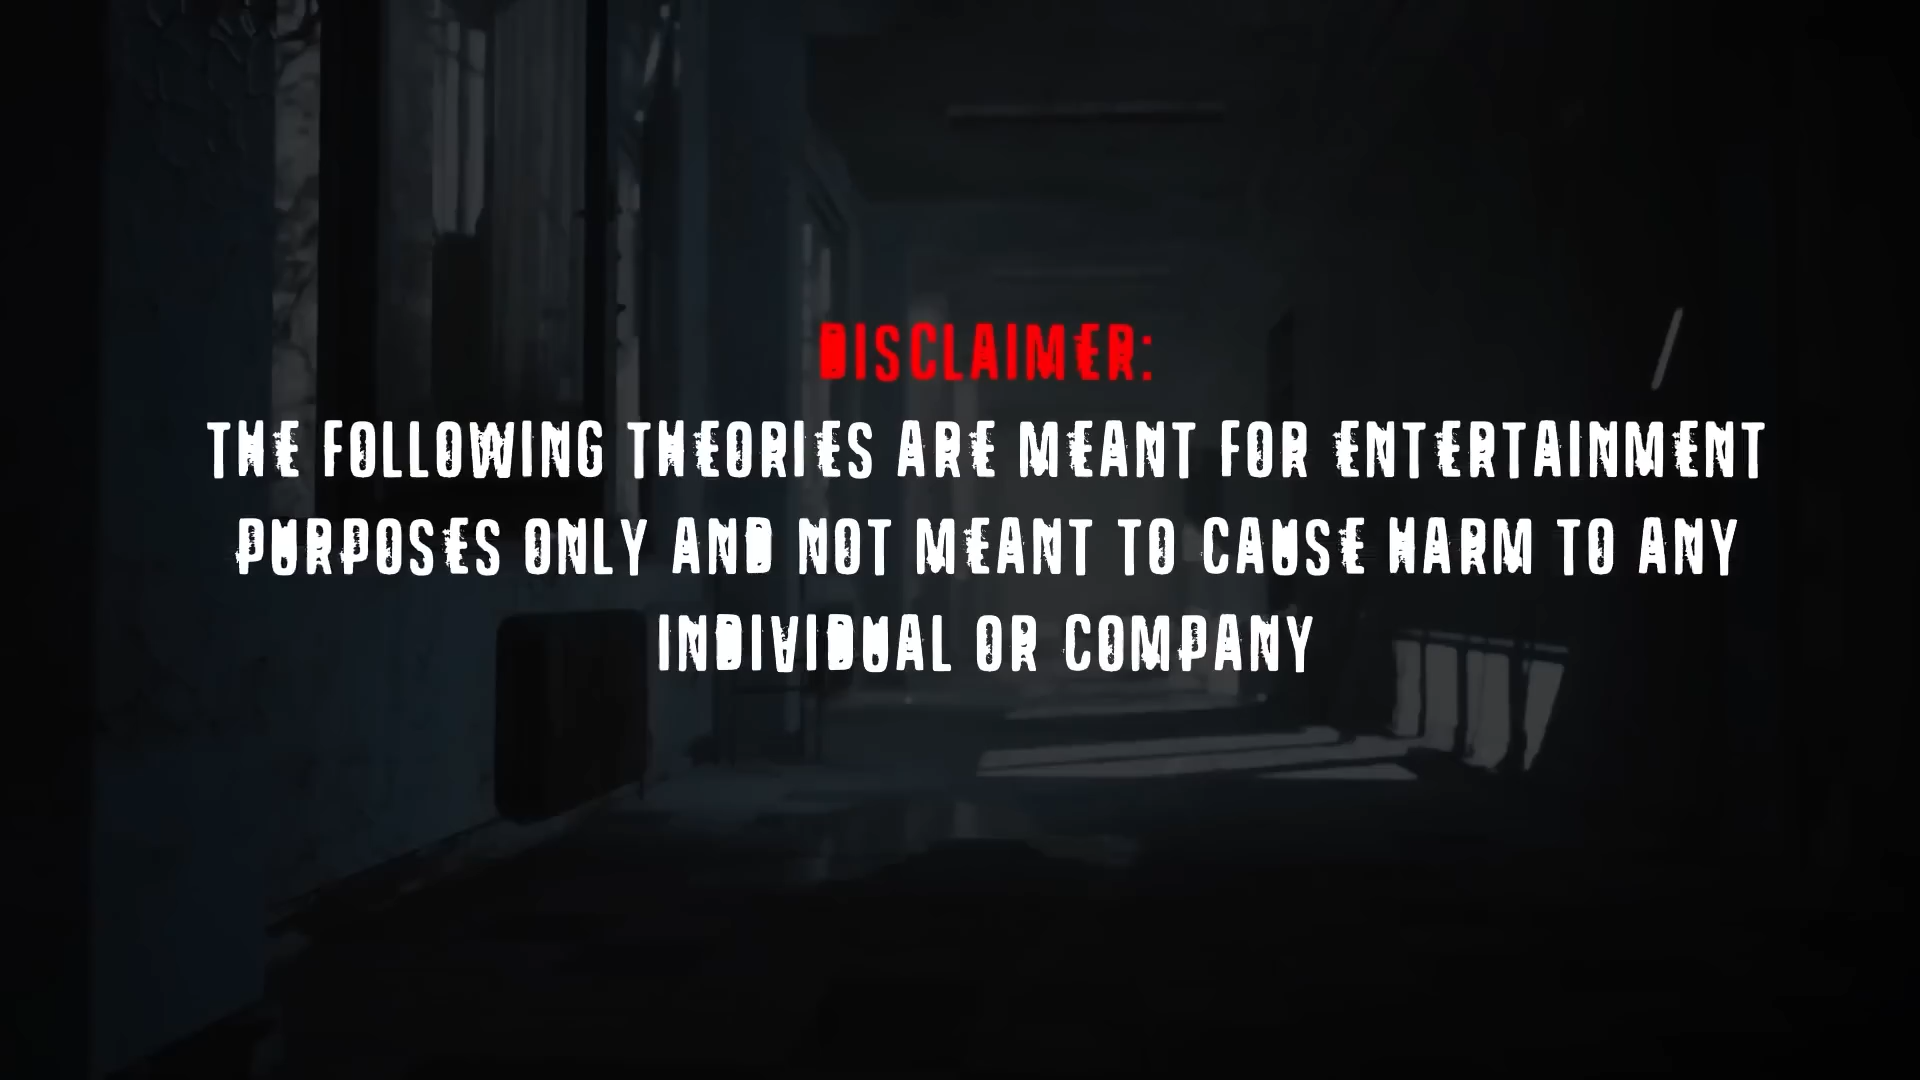 DISCLAIMER:
THE FOLLOWING THEORIES ARE MEANT FOR ENTERTAINMENT
PURPOSES ONLY AND NOT MEANT TO CAUSE HARM TO ANY
INDIVIDUAL OR COMPANY